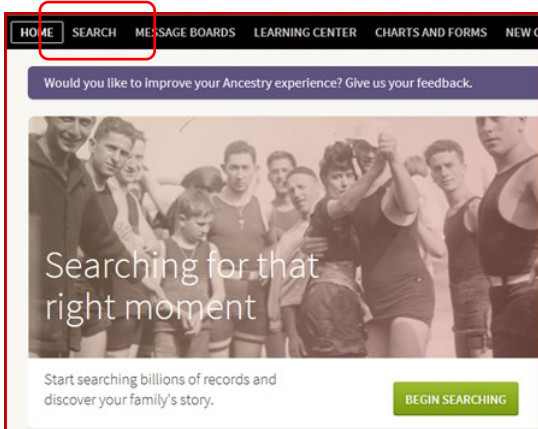 HOME SEARCH MESSAGE BOARDS LEARNING CENTER CHARTS AND FORMS NEW
Would you like to improve your Ancestry experience? Give us your feedback.
Searching for that
right moment
Start searching billions of records and
discover your family's story.
BEGIN SEARCHING